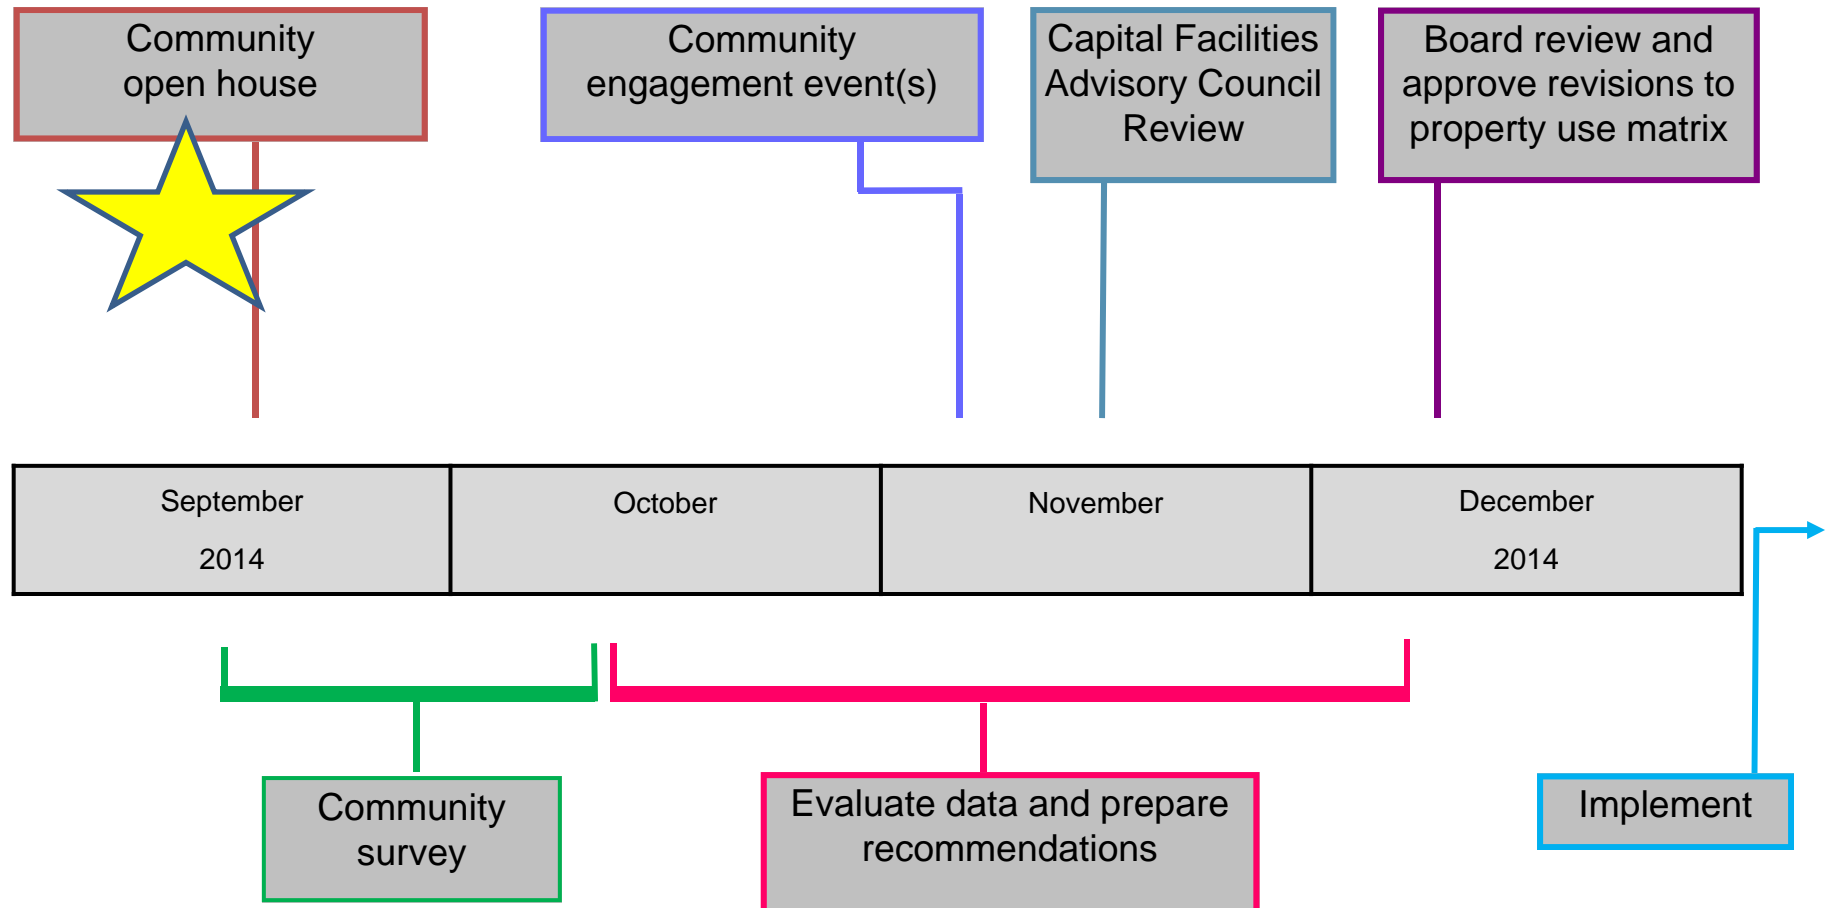 Community
open house
Community
engagement event(s)
Capital Facilities
Advisory Council
Review
Board review and
approve revisions to
property use matrix
September
2014
October
November
December
2014
Community
survey
Evaluate data and prepare
recommendations
Implement